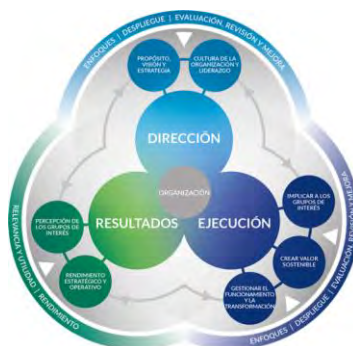 ENFOQUES | DESPLIEGUE | EVALUACIÓN, REVISIÓN Y MEJORA
PROPÓSITO,
VISIÓN Y
ESTRATEGIA
CULTURA DE LA
ORGANIZACIÓN Y
LIDERAZGO
DIRECCIÓN
ORGANIZACIÓN
RESULTADOS
EJECUCIÓN
PERCEPCIÓN DE
LOS GRUPOS DE
INTERÉS
RENDIMIENTO
ESTRATÉGICO Y
OPERATIVO
IMPLICAR A LOS
GRUPOS DE
INTERÉS
CREAR VALOR
SOSTENIBLE
GESTIONAR EL
FUNCIONAMIENTO
Y LA
TRANSFORMACIÓN
RELEVANCIA Y UTILIDAD | RENDIMIENTO
ENFOQUES | DESPLIEGUE | EVALUACIÓN, REVISIÓN Y MEJORA